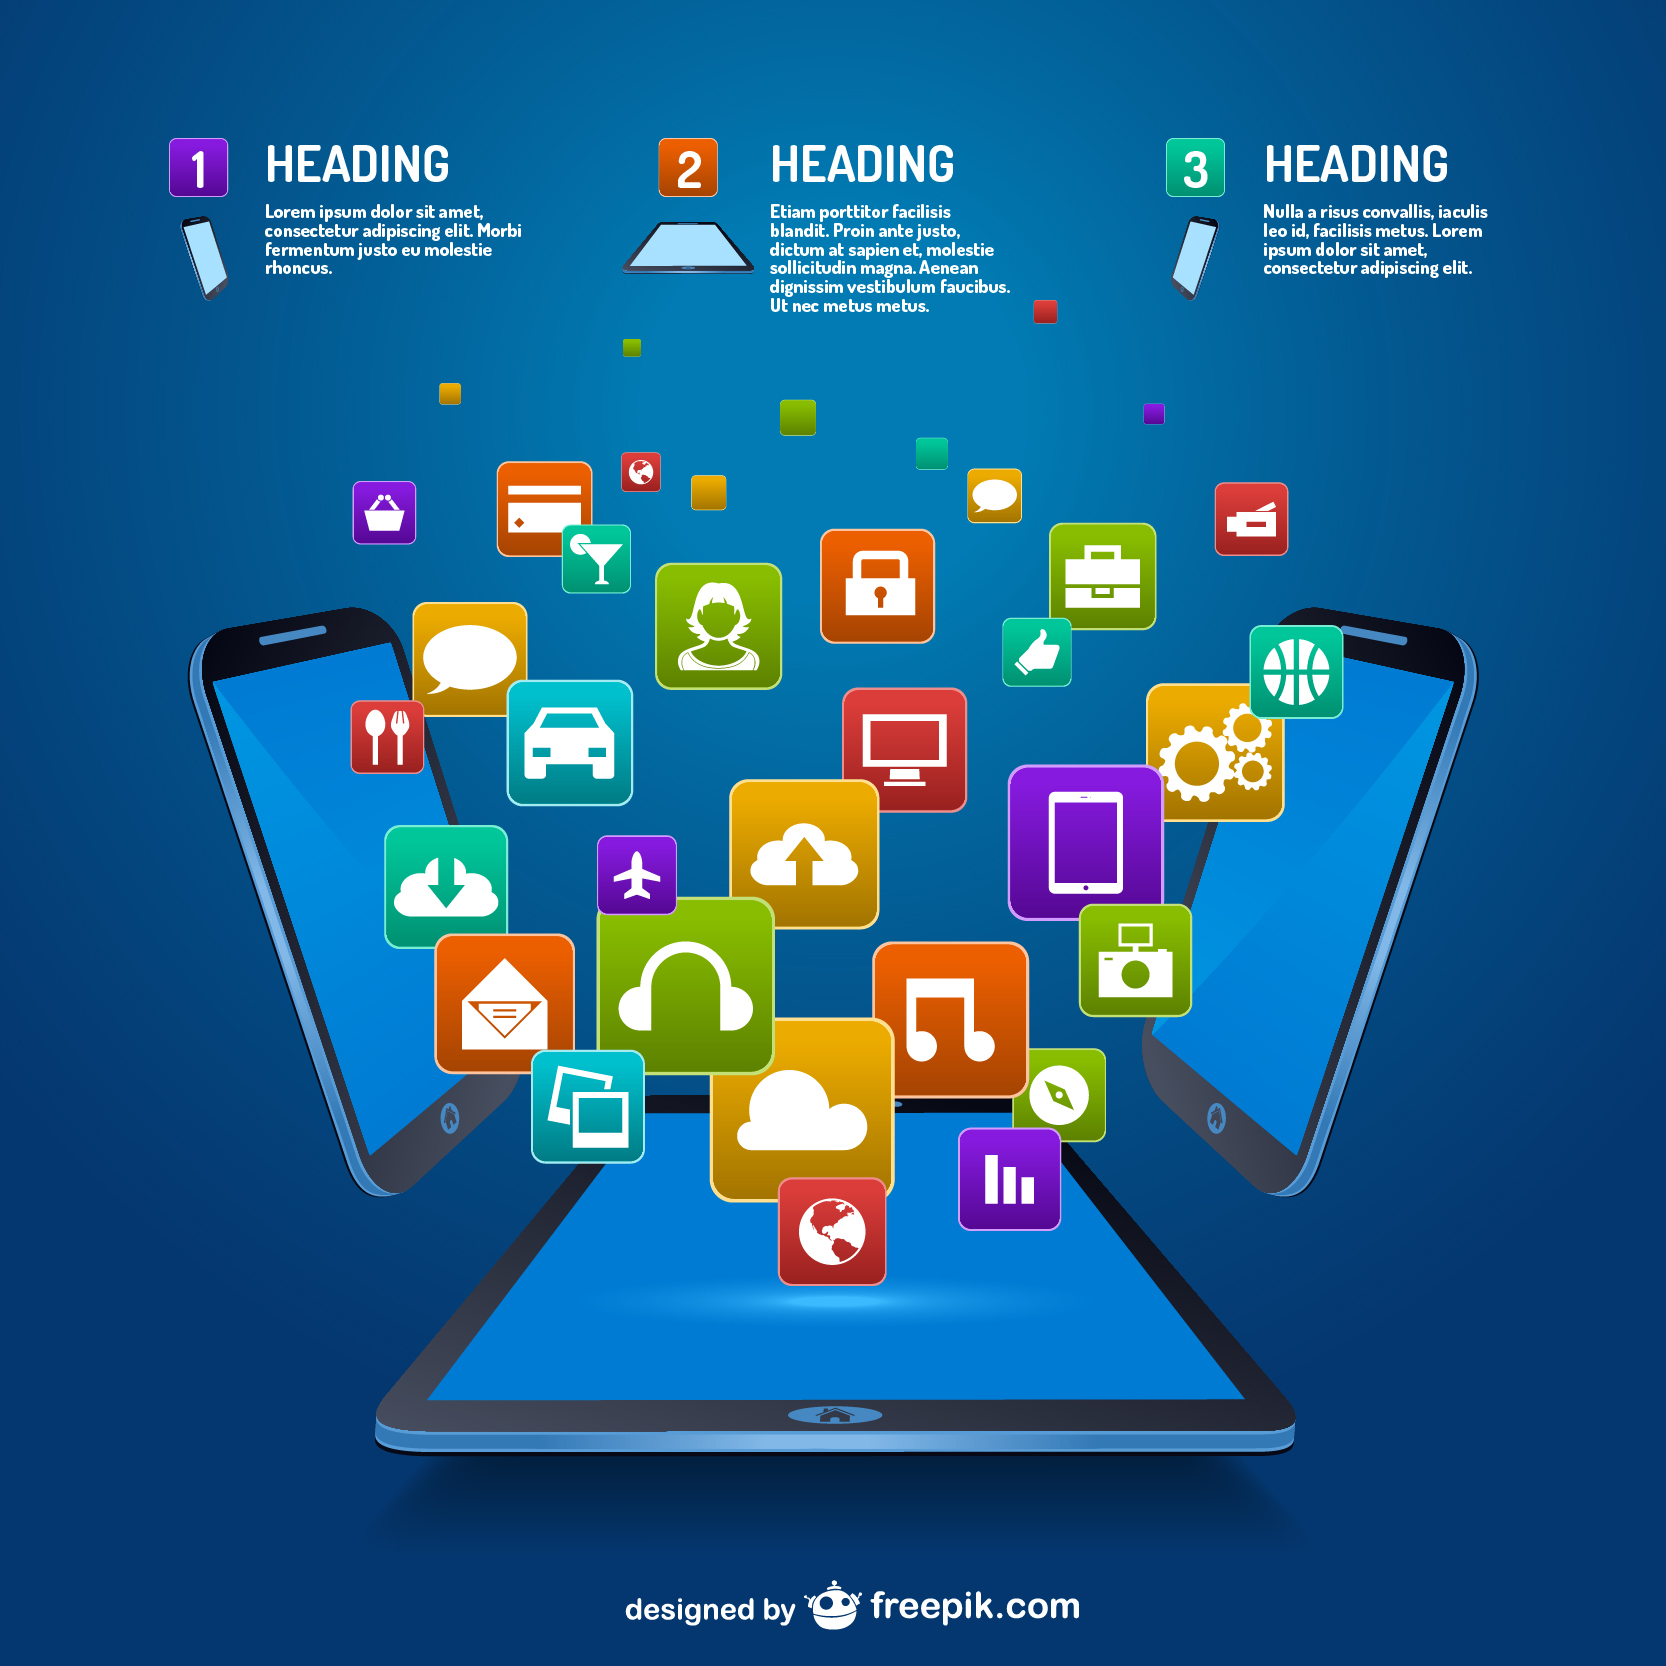 1
HEADING
Lorem ipsum dolor sit amet,
consectetur adipiscing elit. Morbi
fermentum justo eu molestie
rhoncus.
2
HEADING
Etiam porttitor facilisis
blandit. Proin ante justo,
dictum at sapien et, molestie
sollicitudin magna. Aenean
dignissim vestibulum faucibus.
Ut nec metus metus.
3
HEADING
Nulla a risus convallis, iaculis
leo id, facilisis metus. Lorem
ipsum dolor sit amet,
consectetur adipiscing elit.
designed by freepik.com